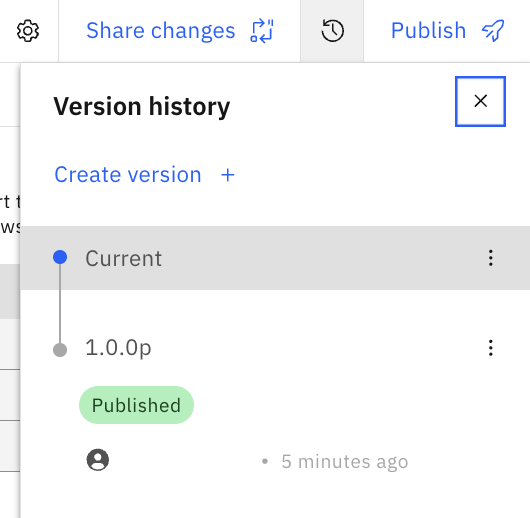 Share changes
Publish
Version history
Create version +
rt t
ws
Current
1.0.0p
Published
• 5 minutes ago